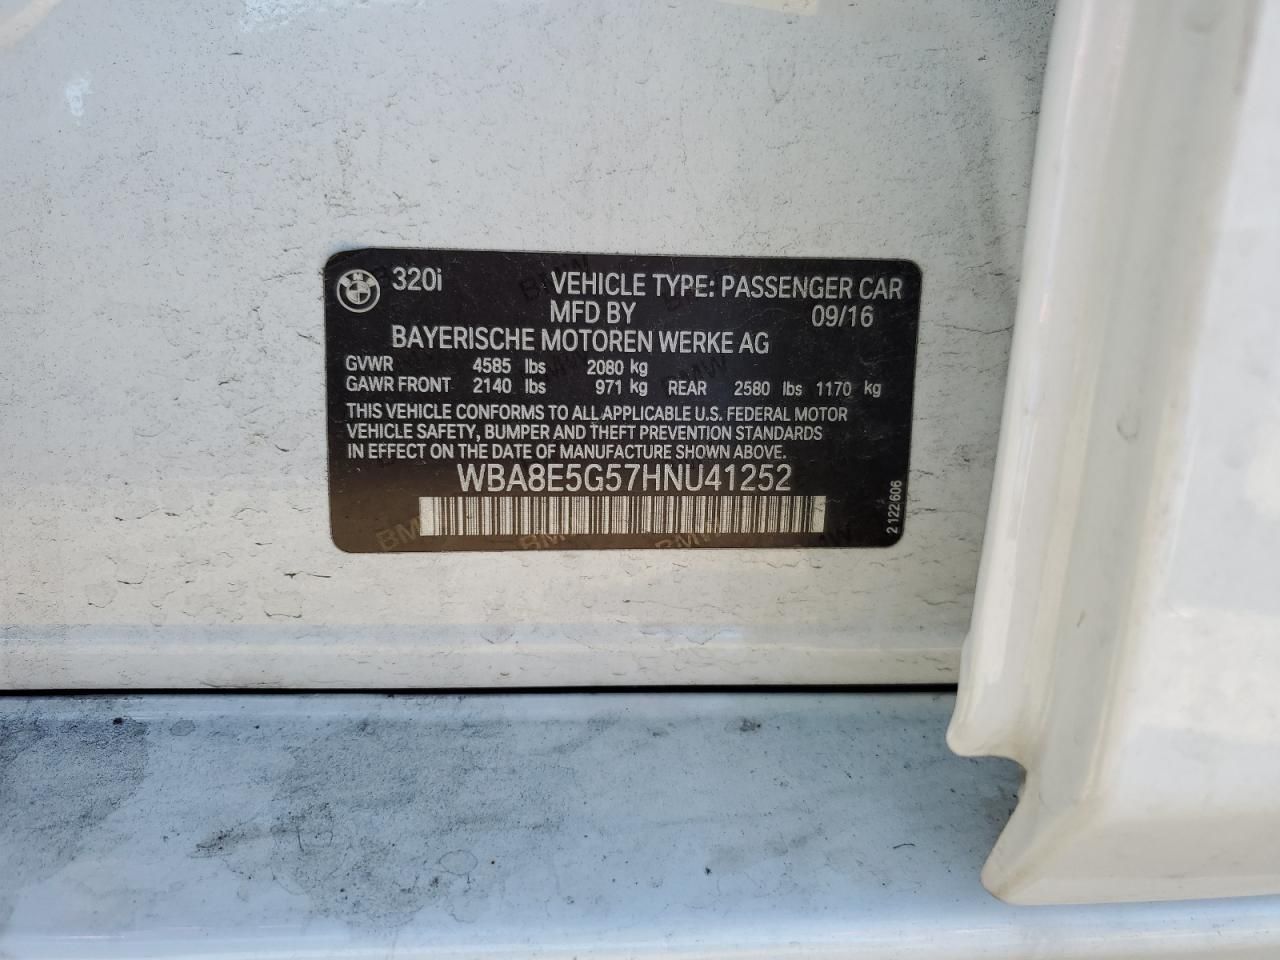 320i VEHICLE TYPE: PASSENGER CAR
MFD BY 09/16
BAYERISCHE MOTOREN WERKE AG
GVWR 4585 lbs 2080 kg
GAWR FRONT 2140 lbs 971 kg REAR 2580 lbs 1170 kg
THIS VEHICLE CONFORMS TO ALL APPLICABLE U.S. FEDERAL MOTOR
VEHICLE SAFETY, BUMPER AND THEFT PREVENTION STANDARDS
IN EFFECT ON THE DATE OF MANUFACTURE SHOWN ABOVE.
WBA8E5G57HNU41252
2 122 606
BMW BMW BMW